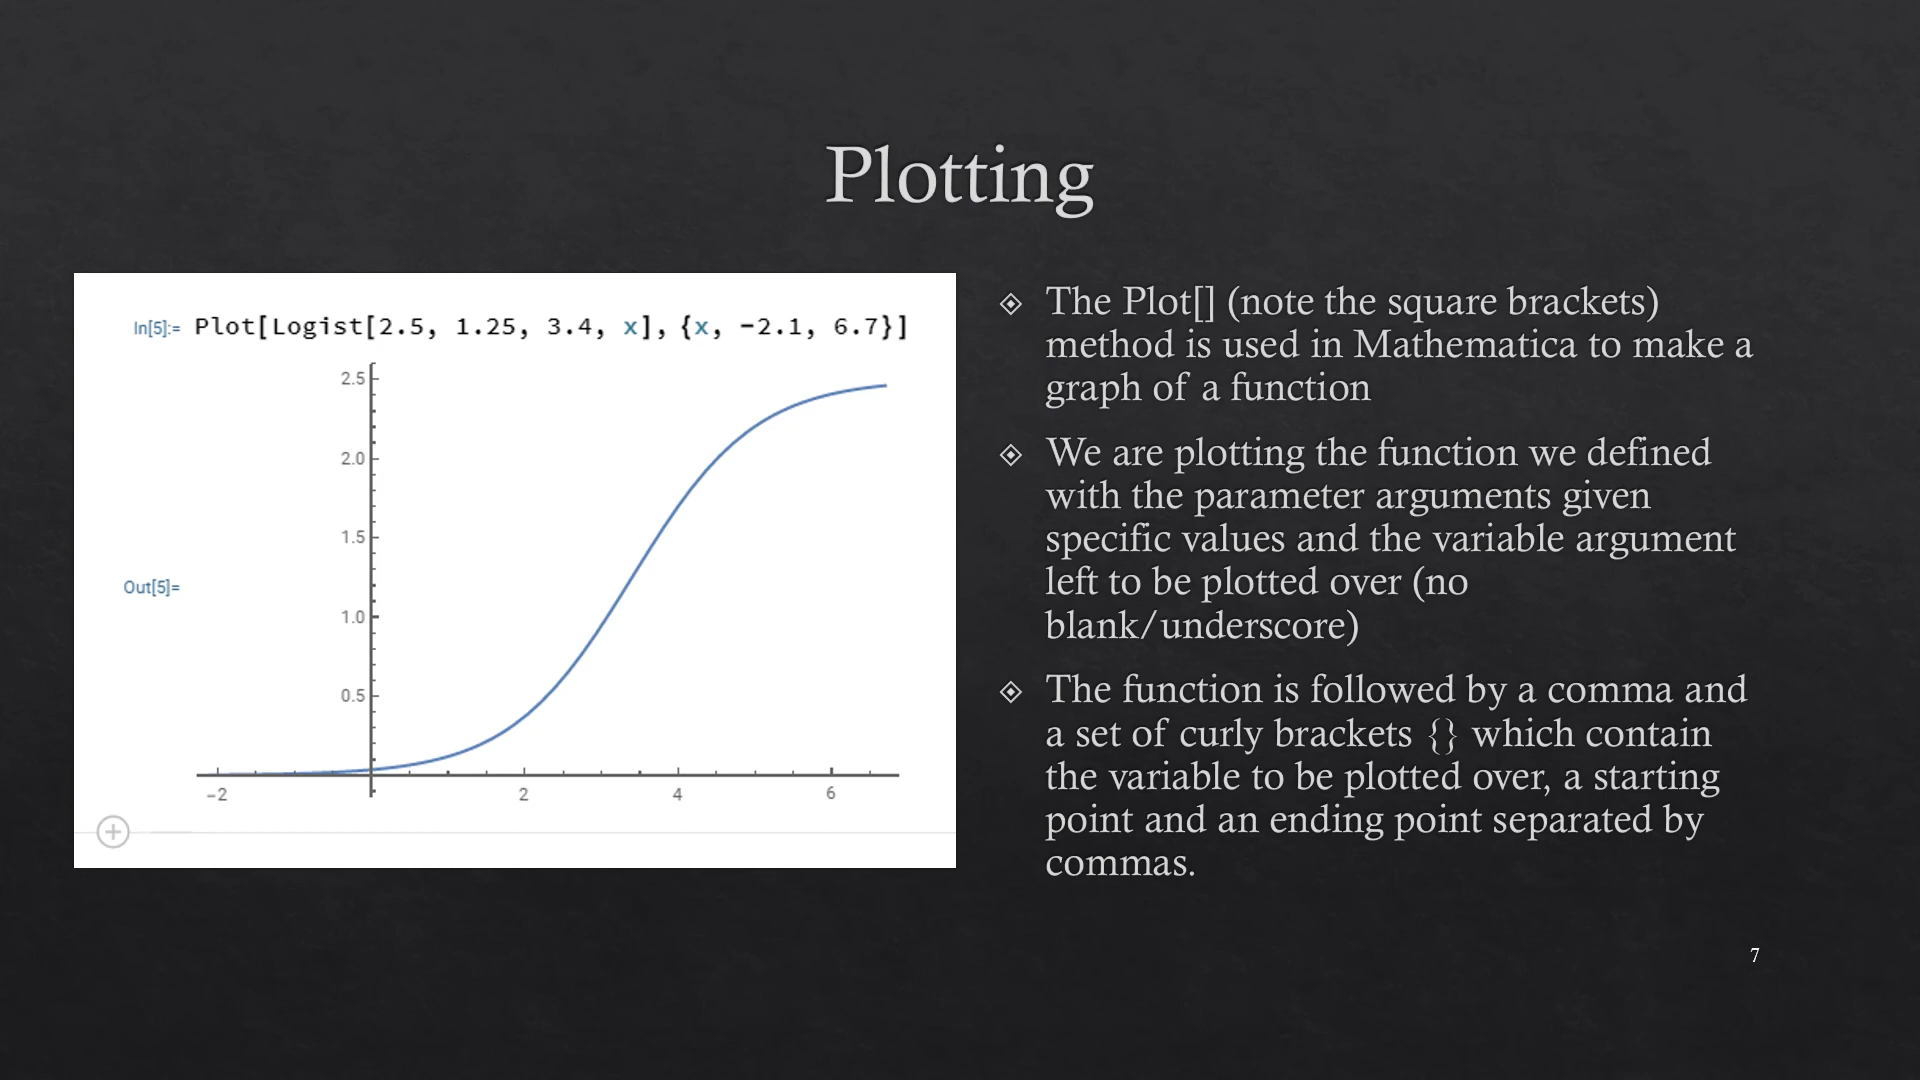 Plotting
In[5]:= Plot[Logist[2.5, 1.25, 3.4, x], {x, -2.1, 6.7}]
2.5
2.0
1.5
Out[5]=
1.0
0.5
-2 2 4 6
The Plot[] (note the square brackets)
method is used in Mathematica to make a
graph of a function
We are plotting the function we defined
with the parameter arguments given
specific values and the variable argument
left to be plotted over (no
blank/underscore)
The function is followed by a comma and
a set of curly brackets {} which contain
the variable to be plotted over, a starting
point and an ending point separated by
commas.
7